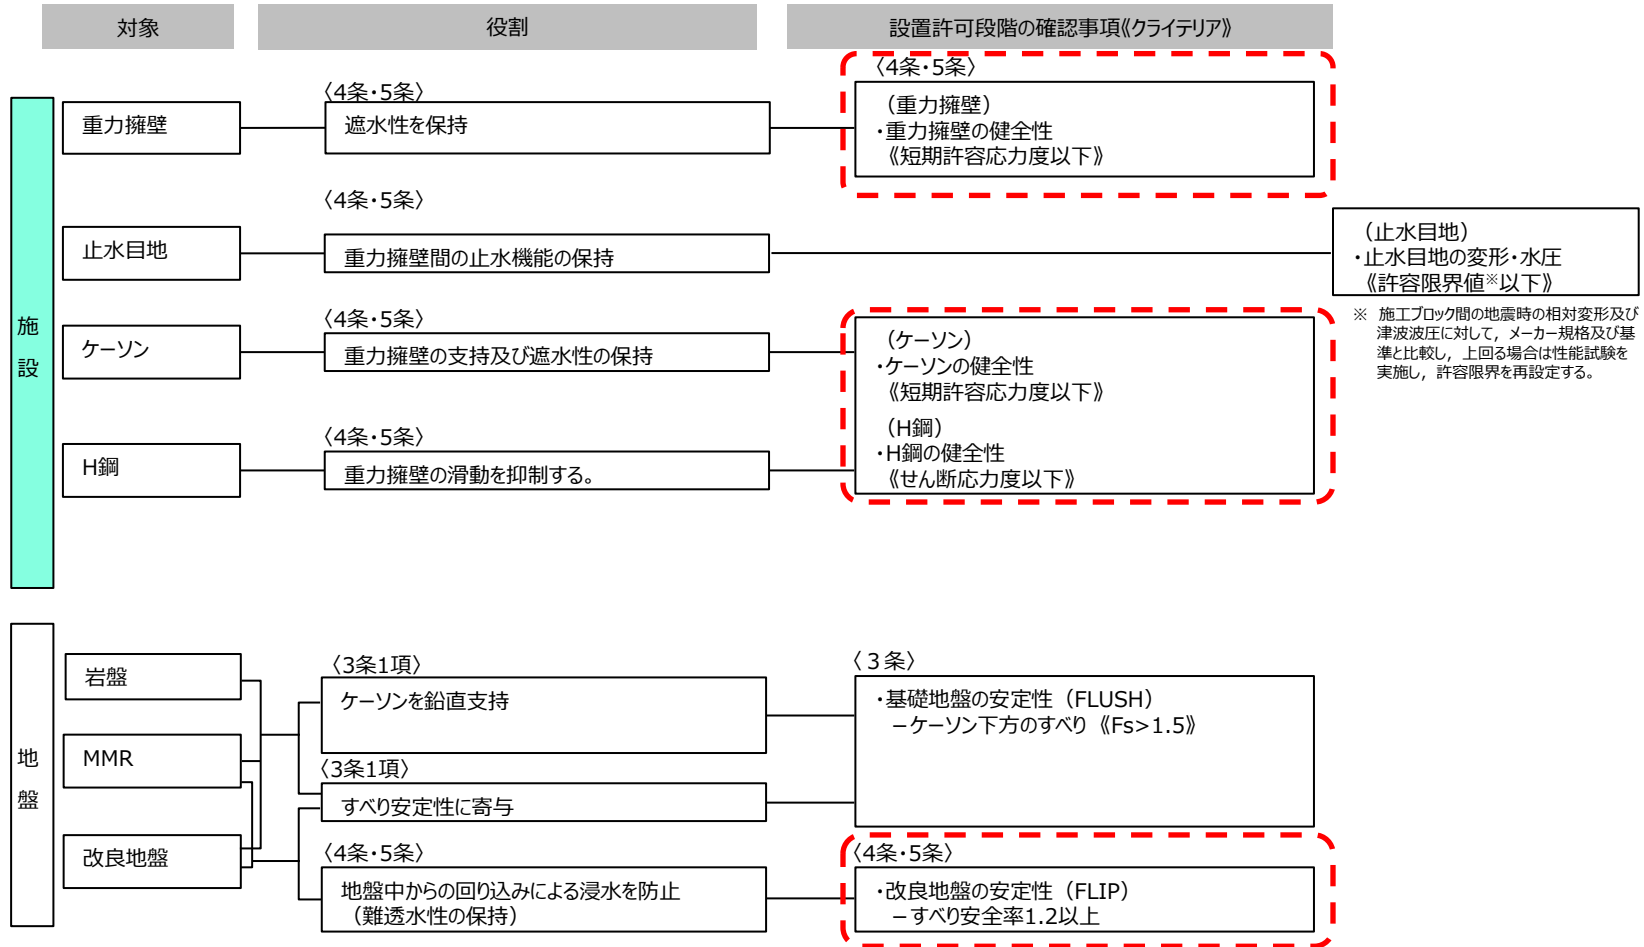 対象
役割
設置許可段階の確認事項《クライテリア》
施設
重力擁壁
〈4条・5条〉
遮水性を保持
〈4条・5条〉
（重力擁壁）
・重力擁壁の健全性
《短期許容応力度以下》
止水目地
〈4条・5条〉
重力擁壁間の止水機能の保持
（止水目地）
・止水目地の変形・水圧
《許容限界値※以下》
※ 施工ブロック間の地震時の相対変形及び
津波波圧に対して，メーカー規格及び基
準と比較し，上回る場合は性能試験を
実施し，許容限界を再設定する。
ケーソン
〈4条・5条〉
重力擁壁の支持及び遮水性の保持
（ケーソン）
・ケーソンの健全性
《短期許容応力度以下》
H鋼
〈4条・5条〉
重力擁壁の滑動を抑制する。
（H鋼）
・H鋼の健全性
《せん断応力度以下》
地盤
岩盤
MMR
改良地盤
〈3条1項〉
ケーソンを鉛直支持
〈3条1項〉
すべり安定性に寄与
〈３条〉
・基礎地盤の安定性（FLUSH）
－ケーソン下方のすべり《Fs>1.5》
〈4条・5条〉
地盤中からの回り込みによる浸水を防止
（難透水性の保持）
〈4条・5条〉
・改良地盤の安定性（FLIP）
－すべり安全率1.2以上